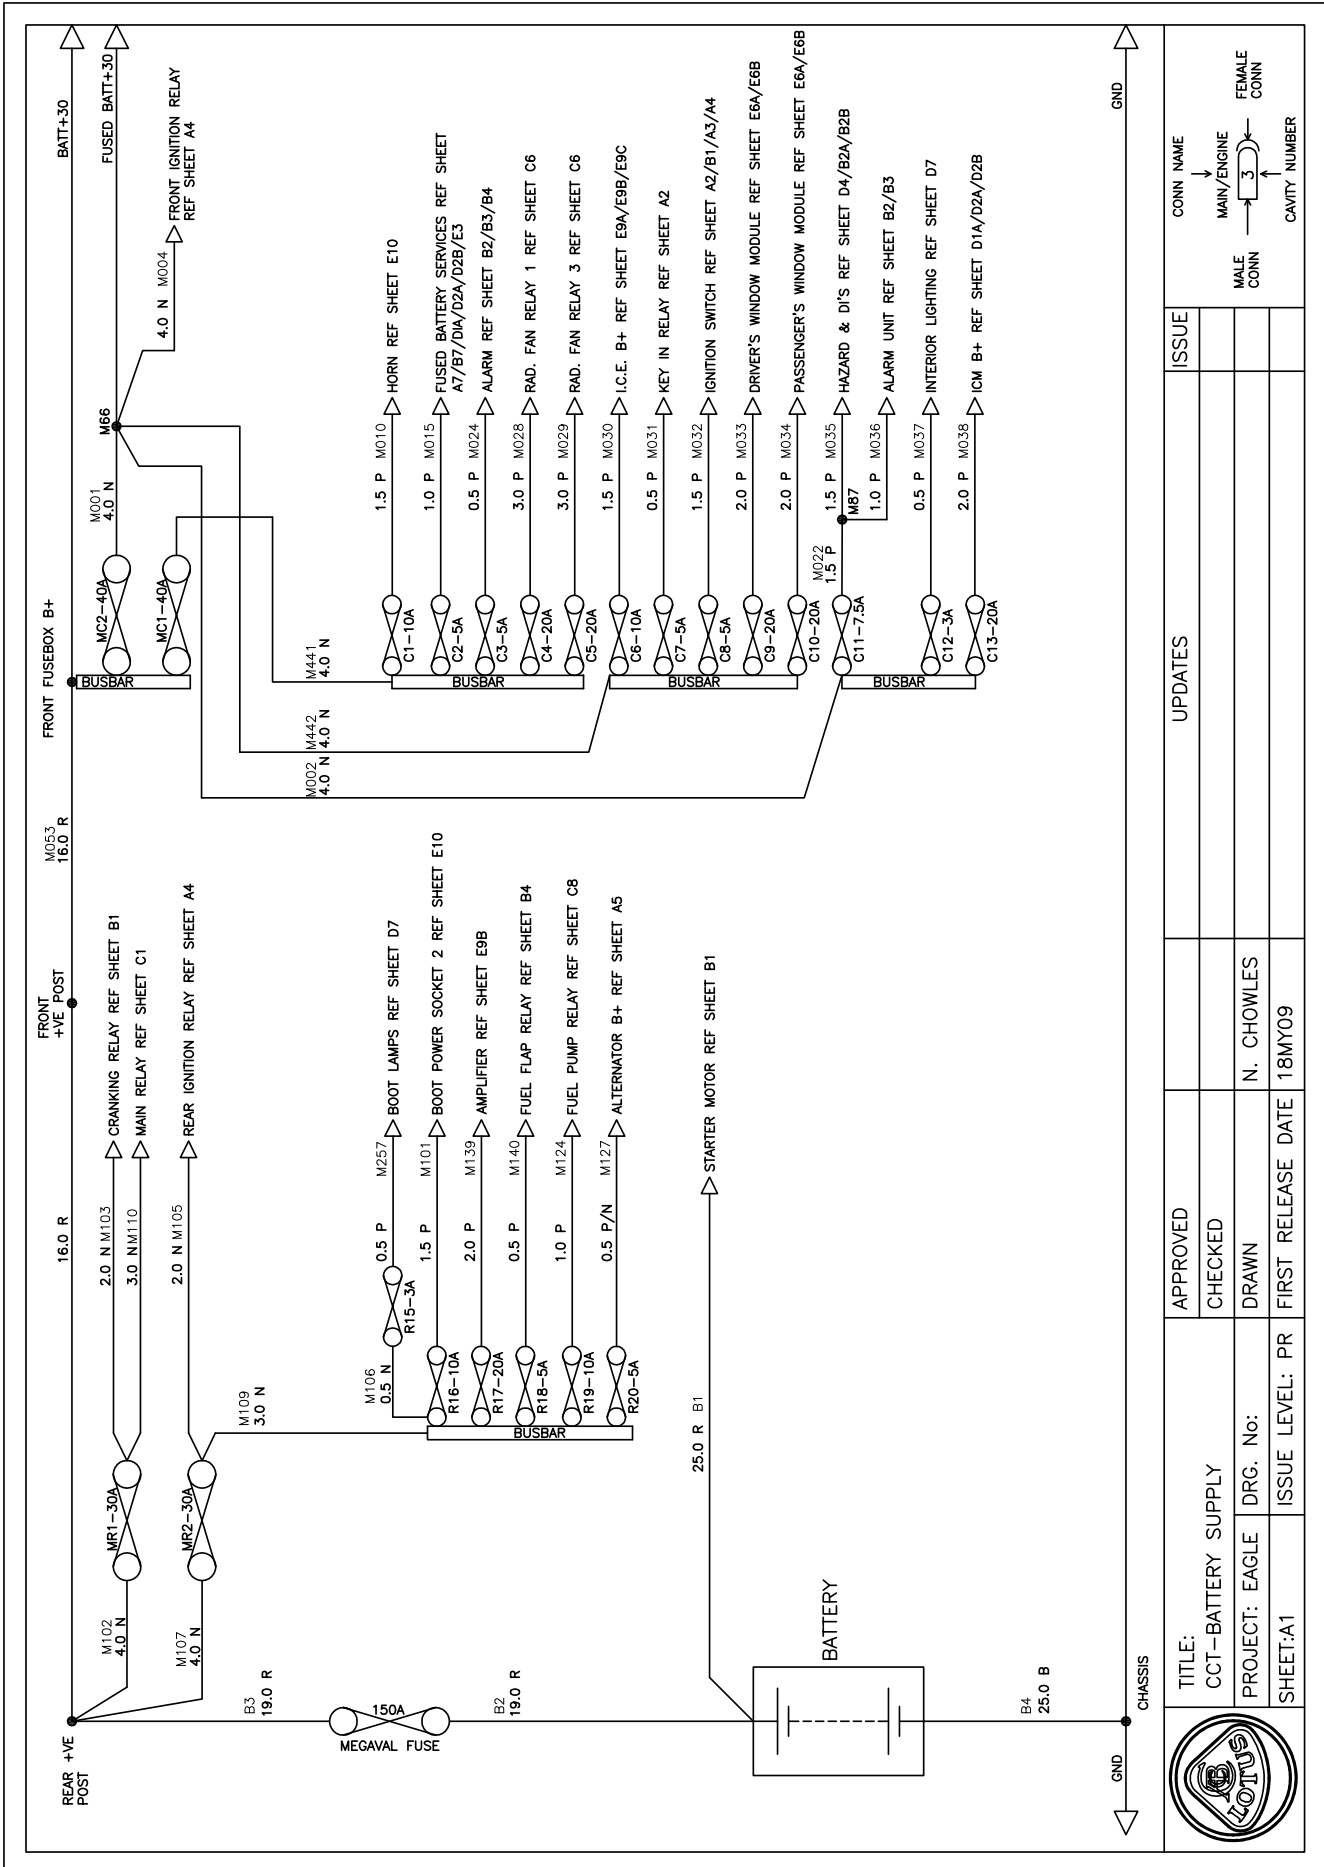 REAR +VE
POST
16.0 R
FRONT
+VE POST
M053
16.0 R
FRONT FUSEBOX B+
BATT+30
BUSBAR
MC2-40A
M001
4.0 N
M66
FUSED BATT+30
MC1-40A
4.0 N M004
FRONT IGNITION RELAY
REF SHEET A4
M102
4.0 N
MR1-30A
2.0 N M103
CRANKING RELAY REF SHEET B1
3.0 N M110
MAIN RELAY REF SHEET C1
M107
4.0 N
MR2-30A
2.0 N M105
REAR IGNITION RELAY REF SHEET A4
M109
3.0 N
M002
4.0 N
M442
4.0 N
M441
4.0 N
B3
19.0 R
150A
MEGAVAL FUSE
B2
19.0 R
M106
0.5 N
R15-3A
0.5 P M257
BOOT LAMPS REF SHEET D7
R16-10A
1.5 P M101
BOOT POWER SOCKET 2 REF SHEET E10
R17-20A
2.0 P M139
AMPLIFIER REF SHEET E9B
R18-5A
0.5 P M140
FUEL FLAP RELAY REF SHEET B4
R19-10A
1.0 P M124
FUEL PUMP RELAY REF SHEET C8
R20-5A
0.5 P/N M127
ALTERNATOR B+ REF SHEET A5
BUSBAR
C1-10A
1.5 P M010
HORN REF SHEET E10
C2-5A
1.0 P M015
FUSED BATTERY SERVICES REF SHEET
A7/B7/DIA/D2A/D2B/E3
C3-5A
0.5 P M024
ALARM REF SHEET B2/B3/B4
C4-20A
3.0 P M028
RAD. FAN RELAY 1 REF SHEET C6
C5-20A
3.0 P M029
RAD. FAN RELAY 3 REF SHEET C6
BUSBAR
C6-10A
1.5 P M030
I.C.E. B+ REF SHEET E9A/E9B/E9C
C7-5A
0.5 P M031
KEY IN RELAY REF SHEET A2
C8-5A
1.5 P M032
IGNITION SWITCH REF SHEET A2/B1/A3/A4
C9-20A
2.0 P M033
DRIVER'S WINDOW MODULE REF SHEET E6A/E6B
C10-20A
2.0 P M034
PASSENGER'S WINDOW MODULE REF SHEET E6A/E6B
BUSBAR
C11-7.5A
M022
1.5 P
M87
1.5 P M035
HAZARD & DI'S REF SHEET D4/B2A/B2B
1.0 P M036
ALARM UNIT REF SHEET B2/B3
C12-3A
0.5 P M037
INTERIOR LIGHTING REF SHEET D7
C13-20A
2.0 P M038
ICM B+ REF SHEET D1A/D2A/D2B
BUSBAR
25.0 R B1
STARTER MOTOR REF SHEET B1
BATTERY
B4
25.0 B
GND
CHASSIS
GND
LOTUS
TITLE:
CCT-BATTERY SUPPLY
PROJECT: EAGLE
DRG. No:
SHEET:A1
ISSUE LEVEL: PR
APPROVED
CHECKED
DRAWN
N. CHOWLES
FIRST RELEASE DATE
18MY09
UPDATES
ISSUE
CONN NAME
MAIN/ENGINE
MALE
CONN
3
FEMALE
CONN
CAVITY NUMBER